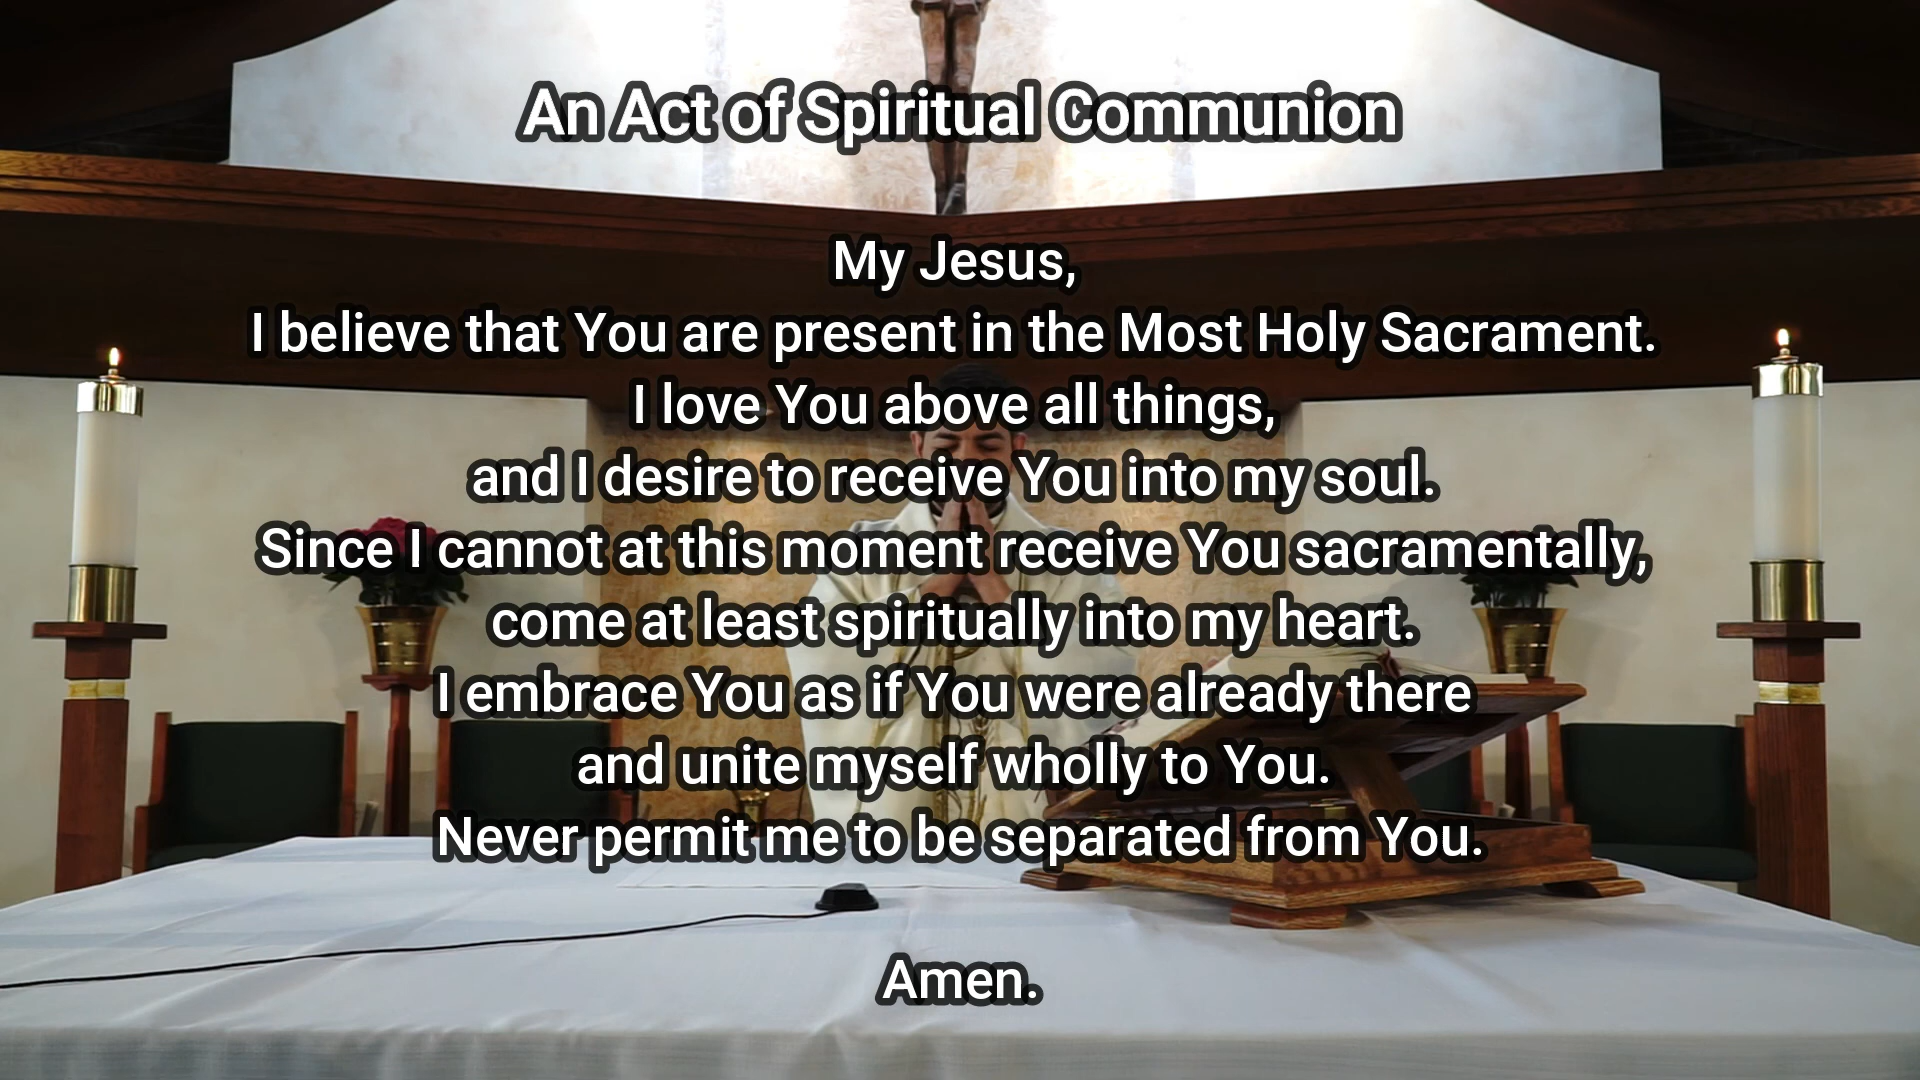 An Act of Spiritual Communion
My Jesus,
I believe that You are present in the Most Holy Sacrament.
I love You above all things,
and I desire to receive You into my soul.
Since I cannot at this moment receive You sacramentally,
come at least spiritually into my heart.
I embrace You as if You were already there
and unite myself wholly to You.
Never permit me to be separated from You.
Amen.